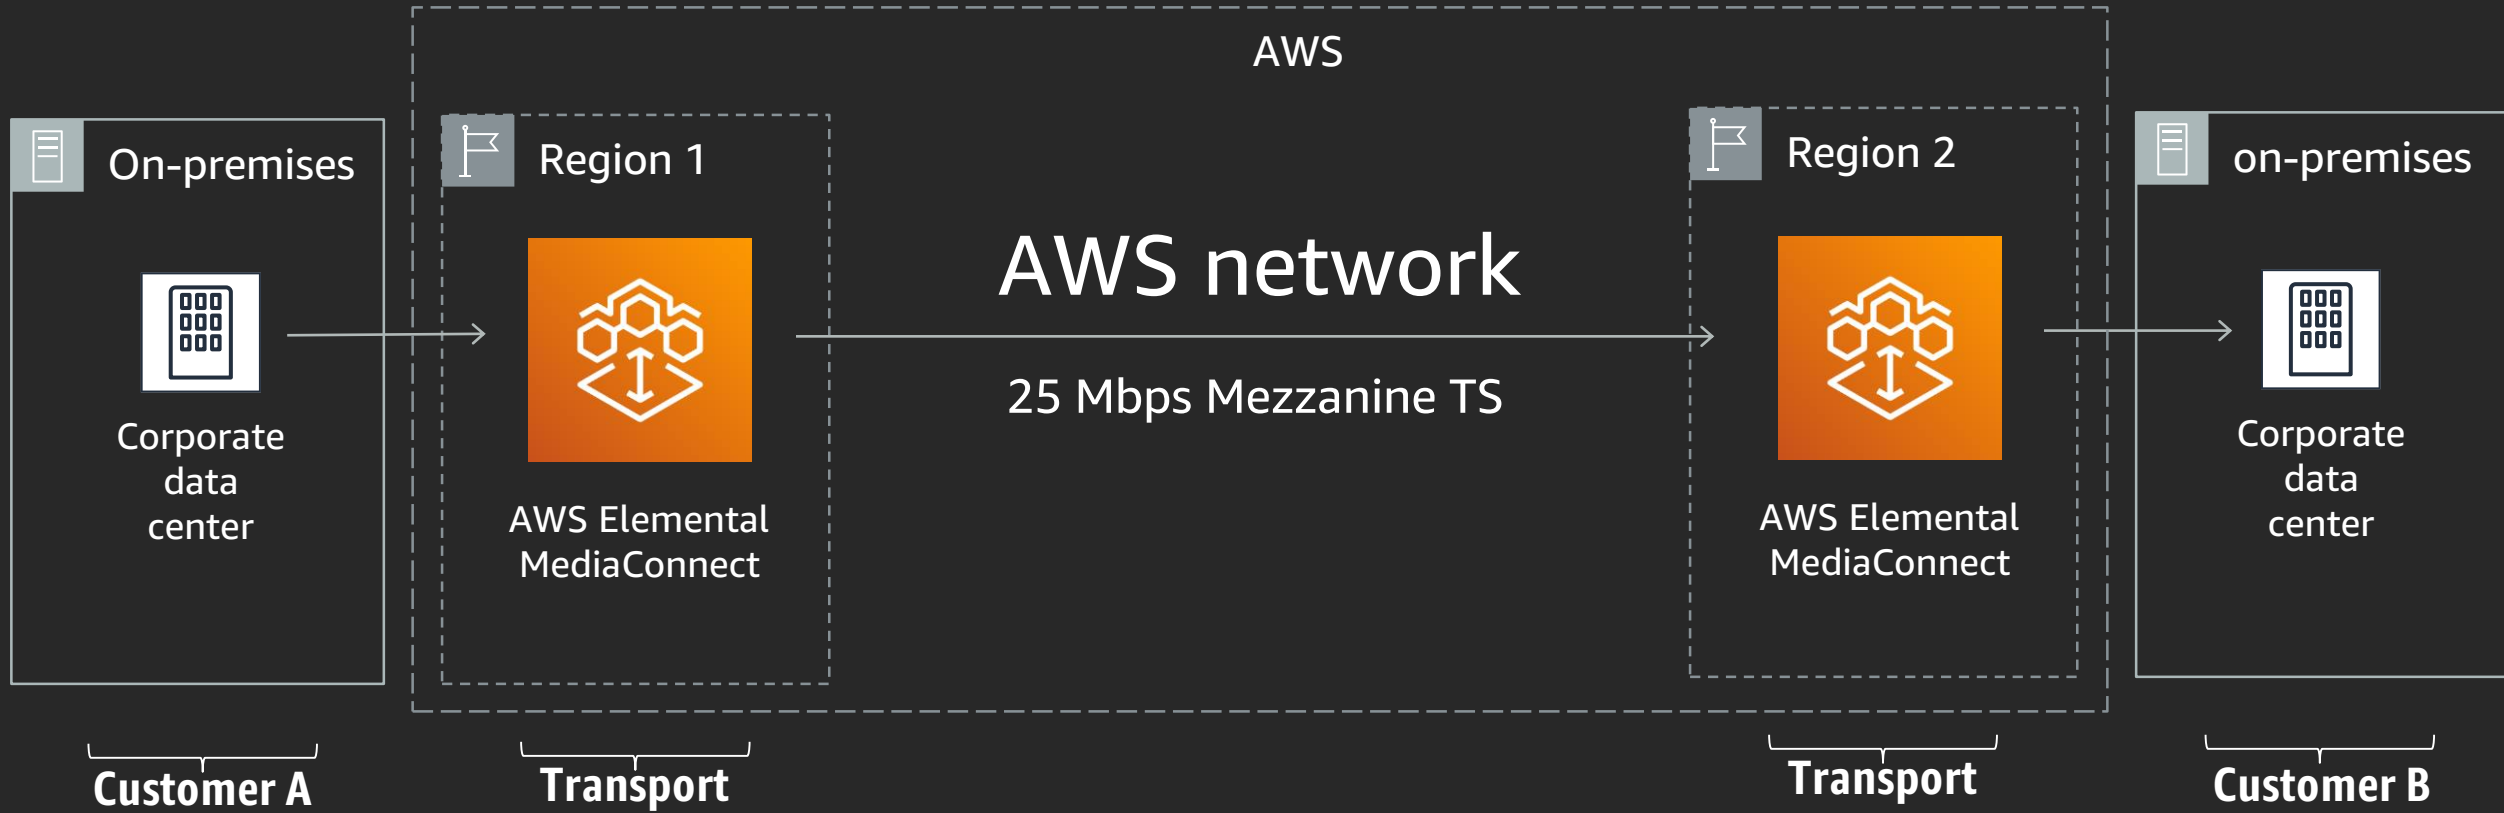 AWS
On-premises
Corporate
data
center
Region 1
AWS Elemental
MediaConnect
AWS network
25 Mbps Mezzanine TS
Region 2
AWS Elemental
MediaConnect
on-premises
Corporate
data
center
Customer A
Transport
Transport
Customer B